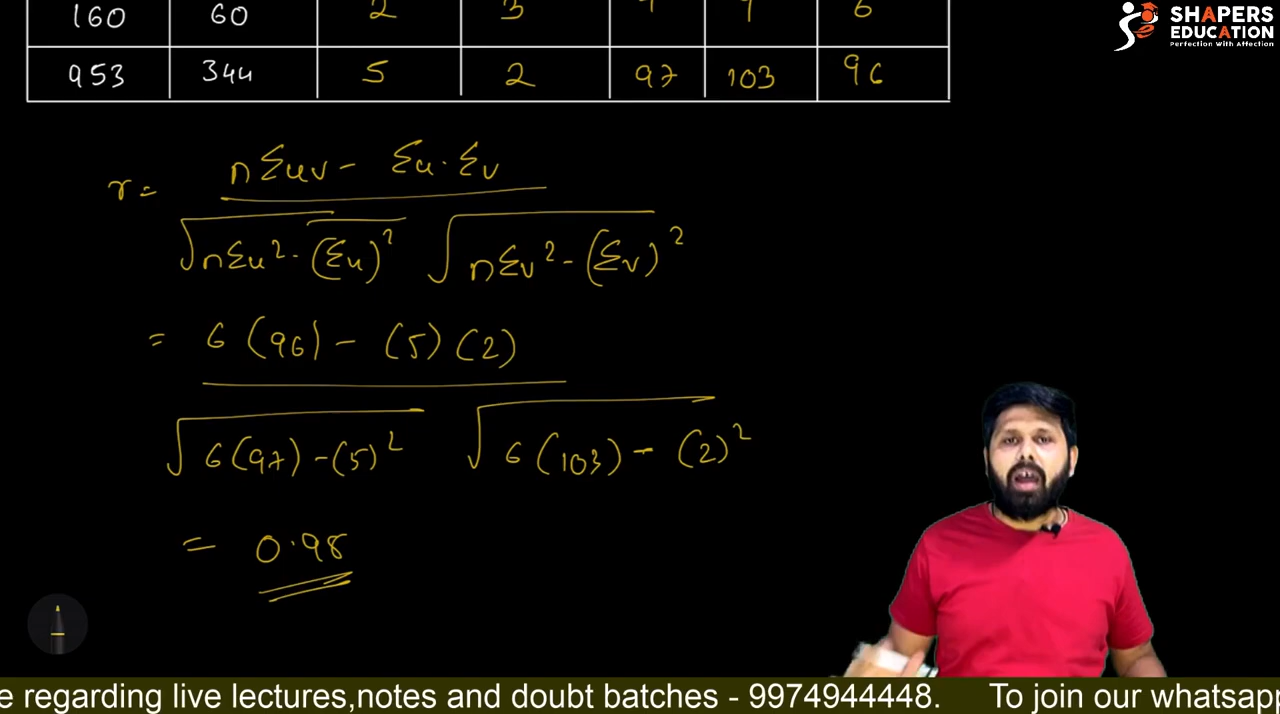 160 60 2 3 6
SHAPERS
EDUCATION
Perfection With Affection
953 344 5 2 97 103 96
r = nΣuv - Σu·Σv
√nΣu² - (Σu)² √nΣv² - (Σv)²
= 6 (96) - (5) (2)
√6(97) - (5)² √6(103) - (2)²
= 0.98
e regarding live lectures,notes and doubt batches - 9974944448. To join our whatsapp